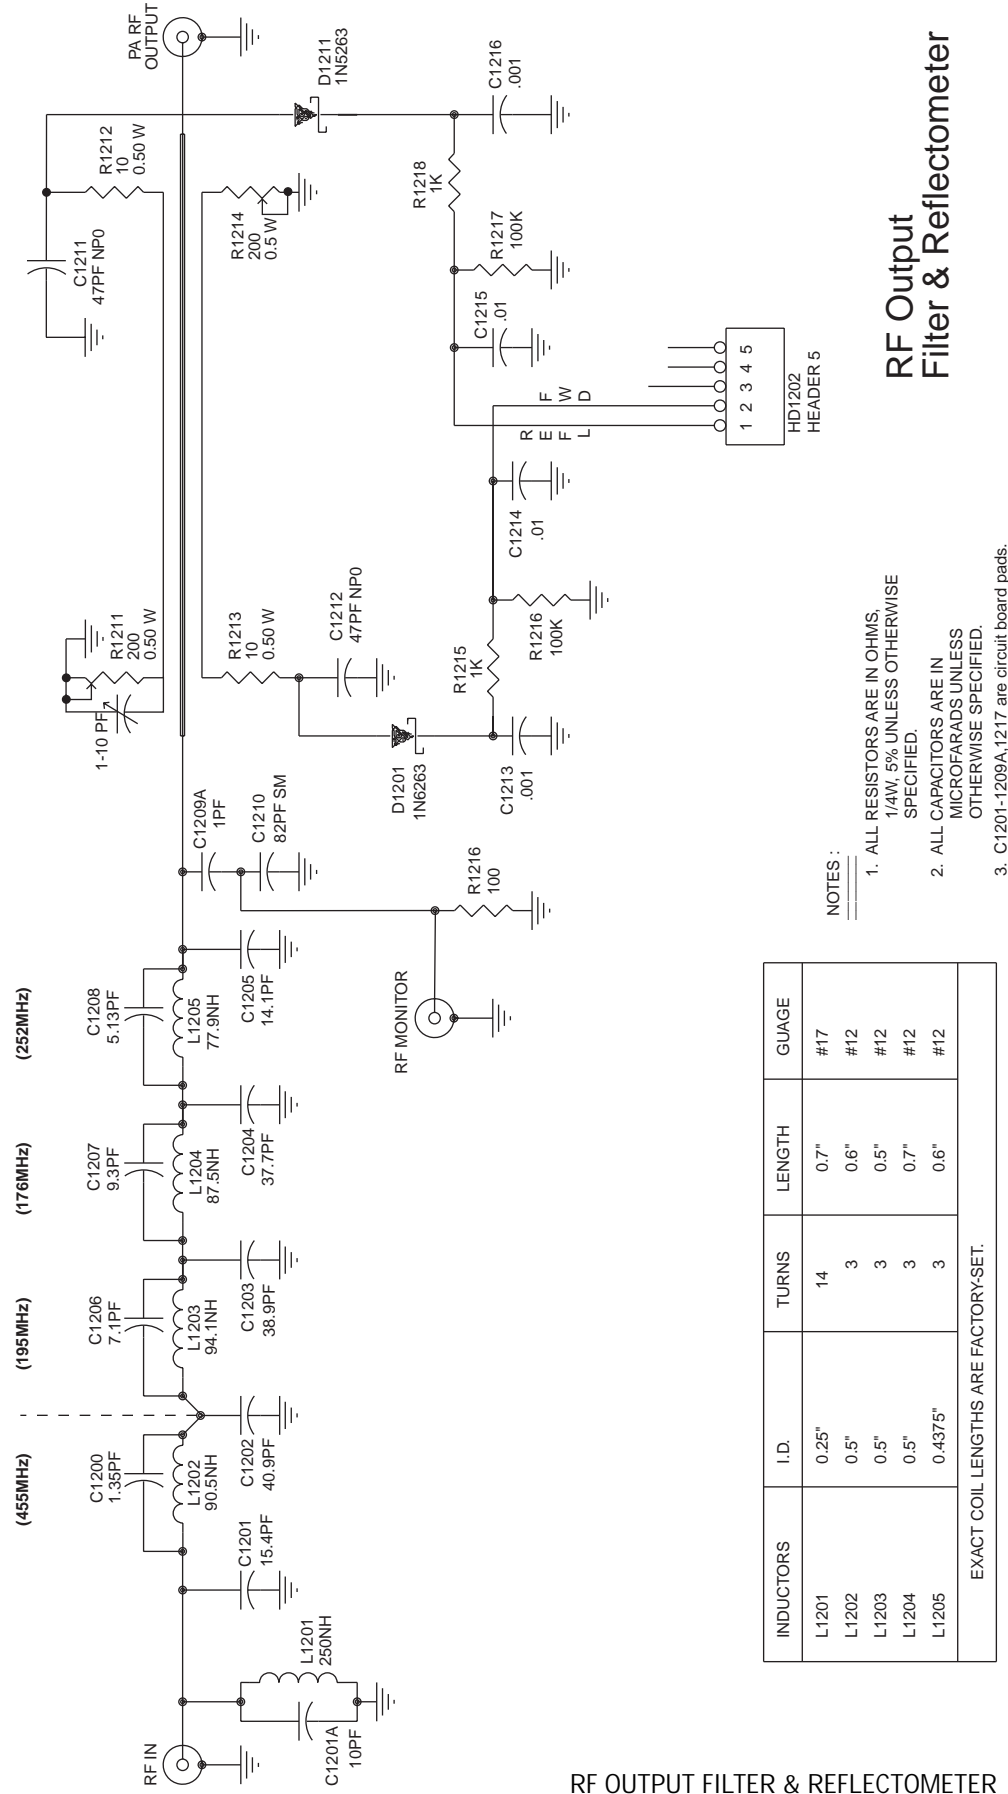 RF IN
C1201A
10PF
L1201
250NH
C1201
15.4PF
(455MHz)
C1200
1.35PF
L1202
90.5NH
C1202
40.9PF
(195MHz)
C1206
7.1PF
L1203
94.1NH
C1203
38.9PF
(176MHz)
C1207
9.3PF
L1204
87.5NH
C1204
37.7PF
(252MHz)
C1208
5.13PF
L1205
77.9NH
C1205
14.1PF
C1209A
1PF
C1210
82PF SM
RF MONITOR
R1216
100
1-10 PF
R1211
200
0.50 W
R1213
10
0.50 W
C1212
47PF NP0
D1201
1N6263
C1213
.001
R1215
1K
R1216
100K
C1214
.01
C1211
47PF NP0
R1212
10
0.50 W
R1214
200
0.5 W
PA RF
OUTPUT
D1211
1N5263
C1216
.001
R1218
1K
R1217
100K
C1215
.01
R
E
F
L
F
W
D
1 2 3 4 5
HD1202
HEADER 5
RF Output
Filter & Reflectometer
NOTES :
1. ALL RESISTORS ARE IN OHMS,
1/4W, 5% UNLESS OTHERWISE
SPECIFIED.
2. ALL CAPACITORS ARE IN
MICROFARADS UNLESS
OTHERWISE SPECIFIED.
3. C1201-1209A,1217 are circuit board pads.
INDUCTORS I.D. TURNS LENGTH GUAGE
L1201 0.25" 14 0.7" #17
L1202 0.5" 3 0.6" #12
L1203 0.5" 3 0.5" #12
L1204 0.5" 3 0.7" #12
L1205 0.4375" 3 0.6" #12
EXACT COIL LENGTHS ARE FACTORY-SET.
RF OUTPUT FILTER & REFLECTOMETER